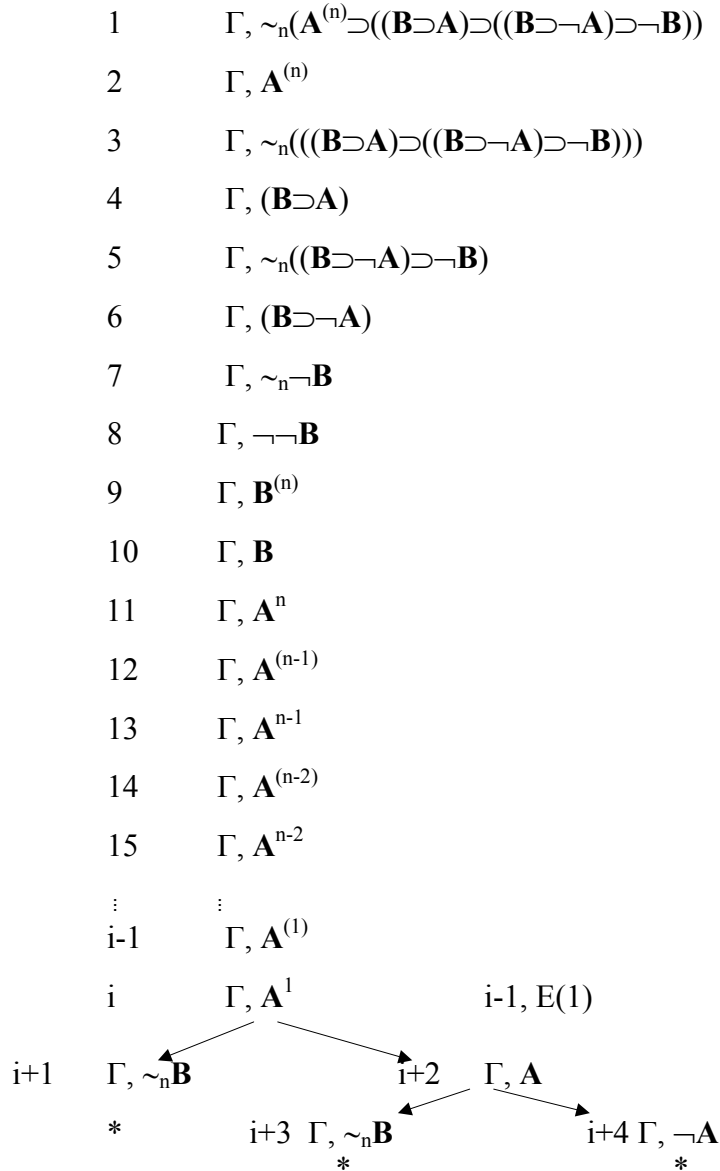 1 Γ, ~ₙ(A⁽ⁿ⁾⊃((B⊃A)⊃((B⊃¬A)⊃¬B))
2 Γ, A⁽ⁿ⁾
3 Γ, ~ₙ(((B⊃A)⊃((B⊃¬A)⊃¬B)))
4 Γ, (B⊃A)
5 Γ, ~ₙ((B⊃¬A)⊃¬B)
6 Γ, (B⊃¬A)
7 Γ, ~ₙ¬B
8 Γ, ¬¬B
9 Γ, B⁽ⁿ⁾
10 Γ, B
11 Γ, Aⁿ
12 Γ, A⁽ⁿ⁻¹⁾
13 Γ, Aⁿ⁻¹
14 Γ, A⁽ⁿ⁻²⁾
15 Γ, Aⁿ⁻²
⋮ ⋮
i-1 Γ, A⁽¹⁾
i Γ, A¹ i-1, E(1)
i+1 Γ, ~ₙB i+2 Γ, A
* i+3 Γ, ~ₙB i+4 Γ, ¬A
* *